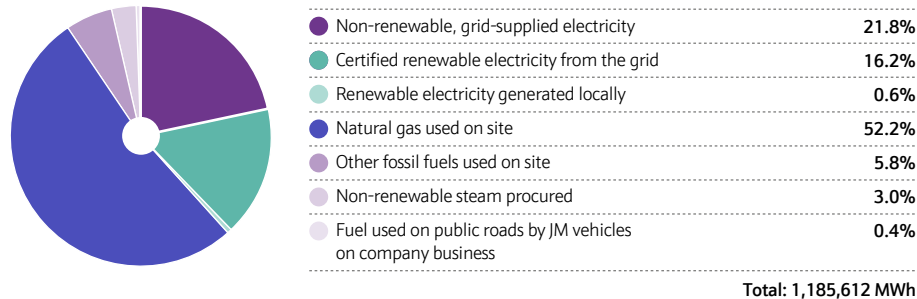 Non-renewable, grid-supplied electricity 21.8%
Certified renewable electricity from the grid 16.2%
Renewable electricity generated locally 0.6%
Natural gas used on site 52.2%
Other fossil fuels used on site 5.8%
Non-renewable steam procured 3.0%
Fuel used on public roads by JM vehicles 0.4%
on company business
Total: 1,185,612 MWh